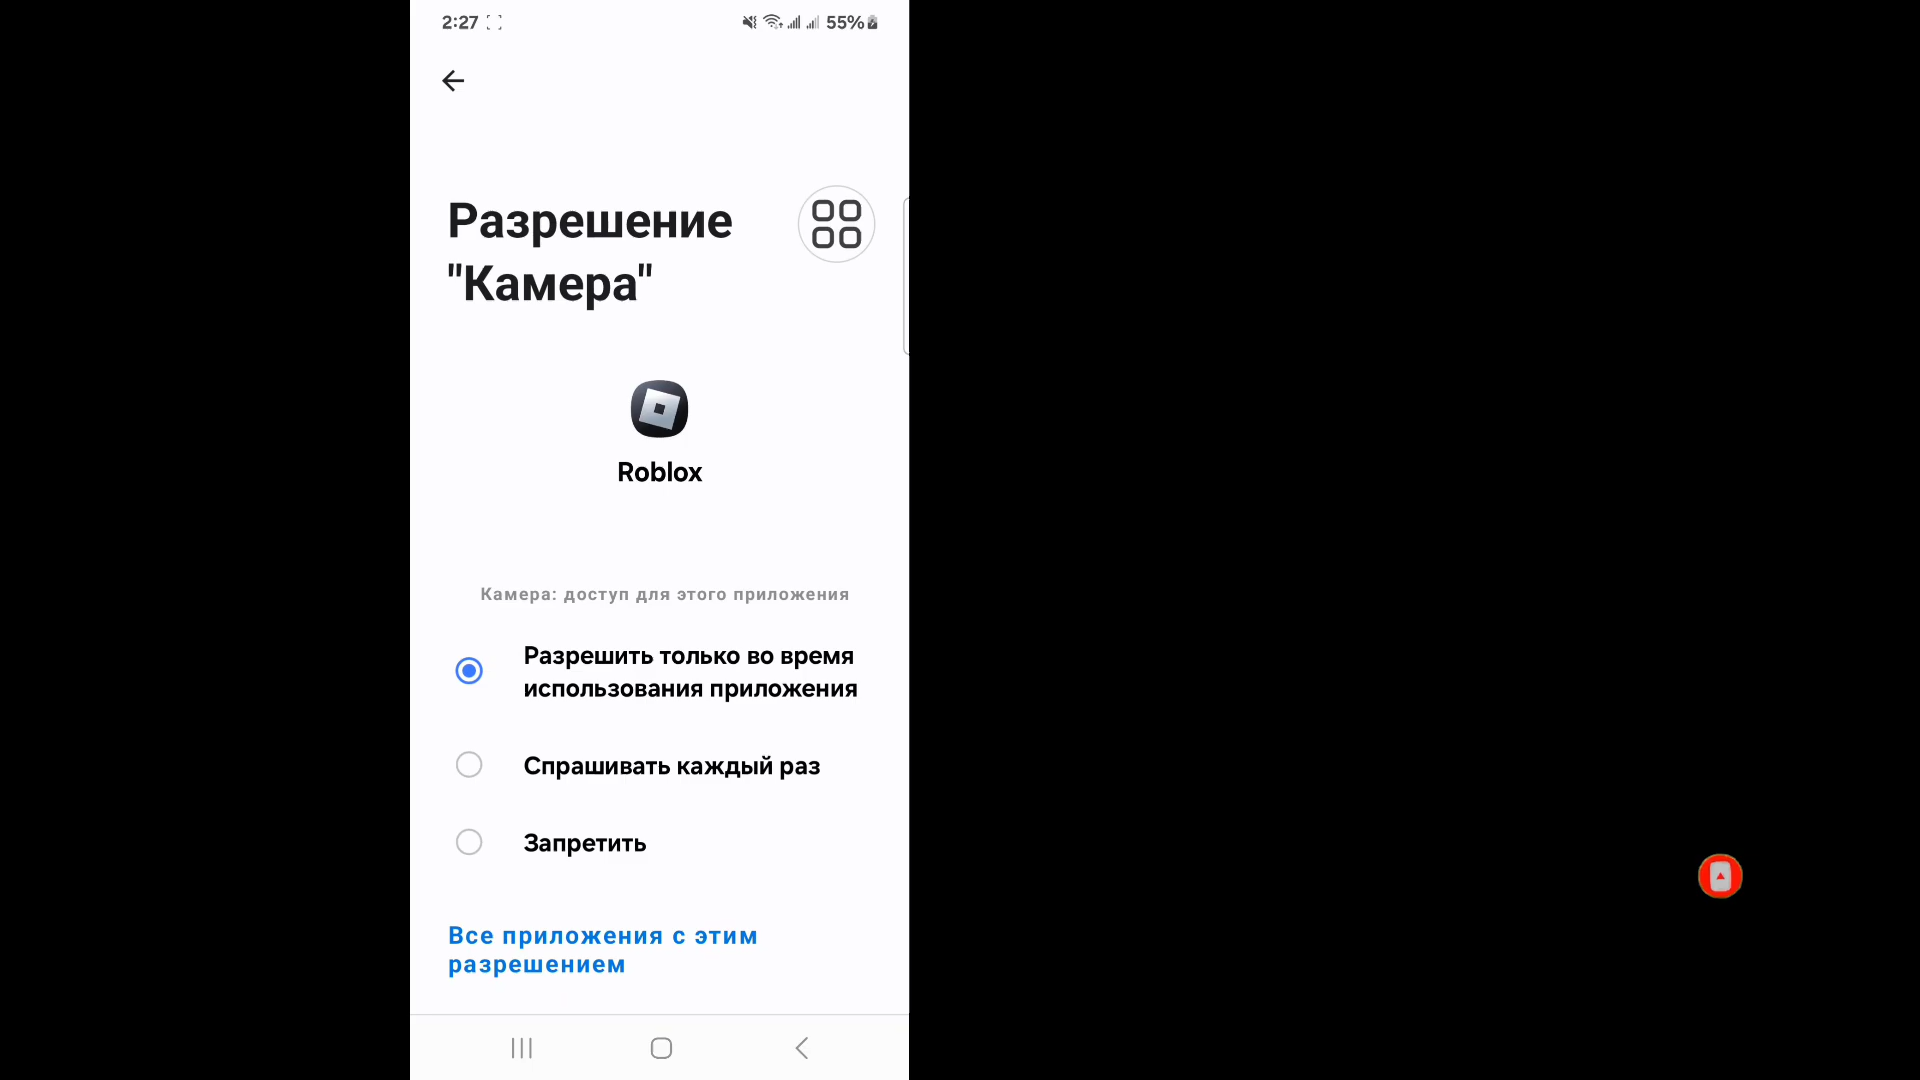 2:27
55%
Разрешение
"Камера"
Roblox
Камера: доступ для этого приложения
Разрешить только во время
использования приложения
Спрашивать каждый раз
Запретить
Все приложения с этим
разрешением